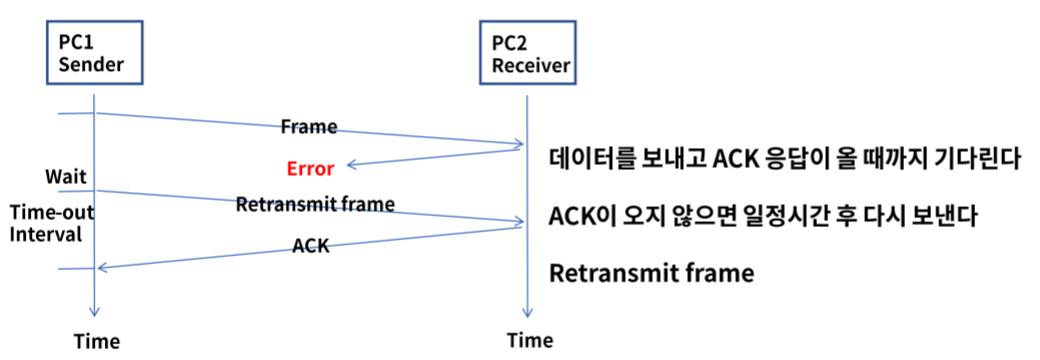 PC1
Sender
PC2
Receiver
Frame
Error
데이터를 보내고 ACK 응답이 올 때까지 기다린다
Wait
Retransmit frame
Time-out
Interval
ACK이 오지 않으면 일정시간 후 다시 보낸다
ACK
Retransmit frame
Time
Time